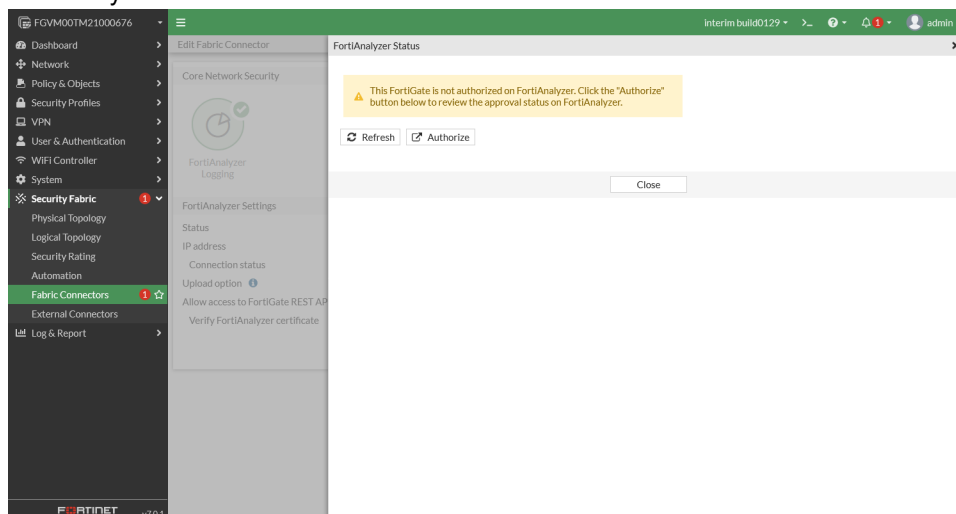 FGVM00TM21000676
interim build0129
>_
1
admin
Dashboard
Network
Policy & Objects
Security Profiles
VPN
User & Authentication
WiFi Controller
System
Security Fabric 1
Physical Topology
Logical Topology
Security Rating
Automation
Fabric Connectors 1
External Connectors
Log & Report
FORTINET
Edit Fabric Connector
Core Network Security
FortiAnalyzer
Logging
FortiAnalyzer Settings
Status
IP address
Connection status
Upload option
Allow access to FortiGate REST AP
Verify FortiAnalyzer certificate
FortiAnalyzer Status
This FortiGate is not authorized on FortiAnalyzer. Click the "Authorize"
button below to review the approval status on FortiAnalyzer.
Refresh
Authorize
Close